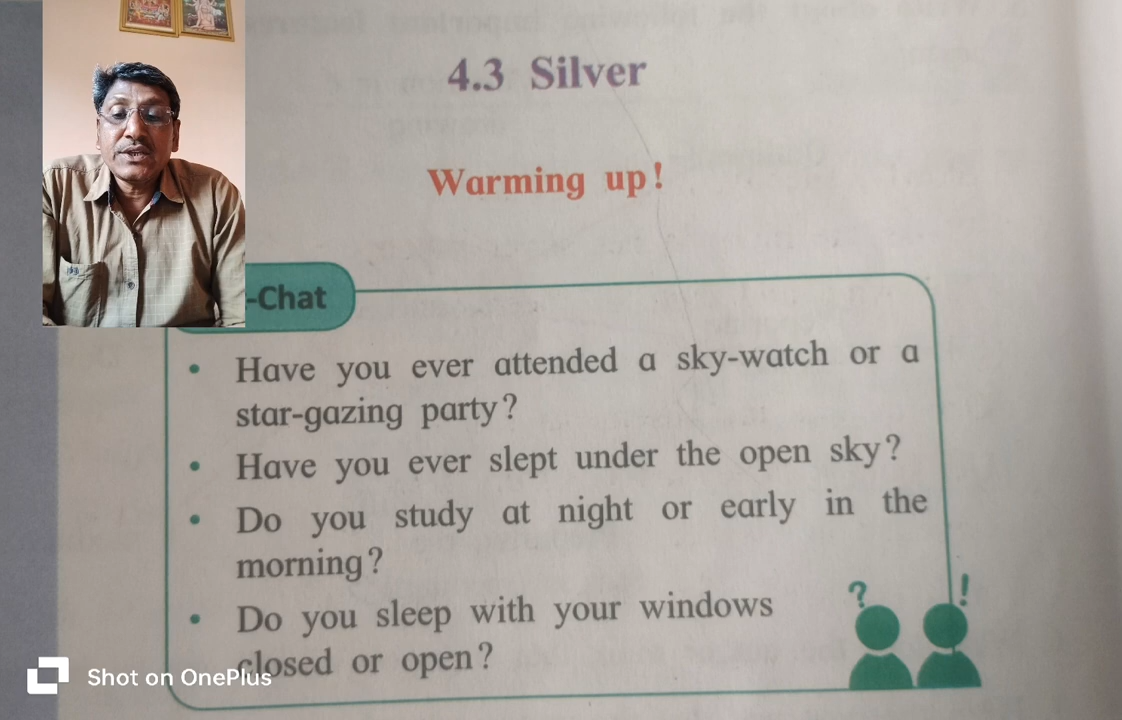 4.3 Silver
Warming up!
-Chat
• Have you ever attended a sky-watch or a
star-gazing party?
• Have you ever slept under the open sky?
• Do you study at night or early in the
morning?
• Do you sleep with your windows
closed or open?
? !
Shot on OnePlus